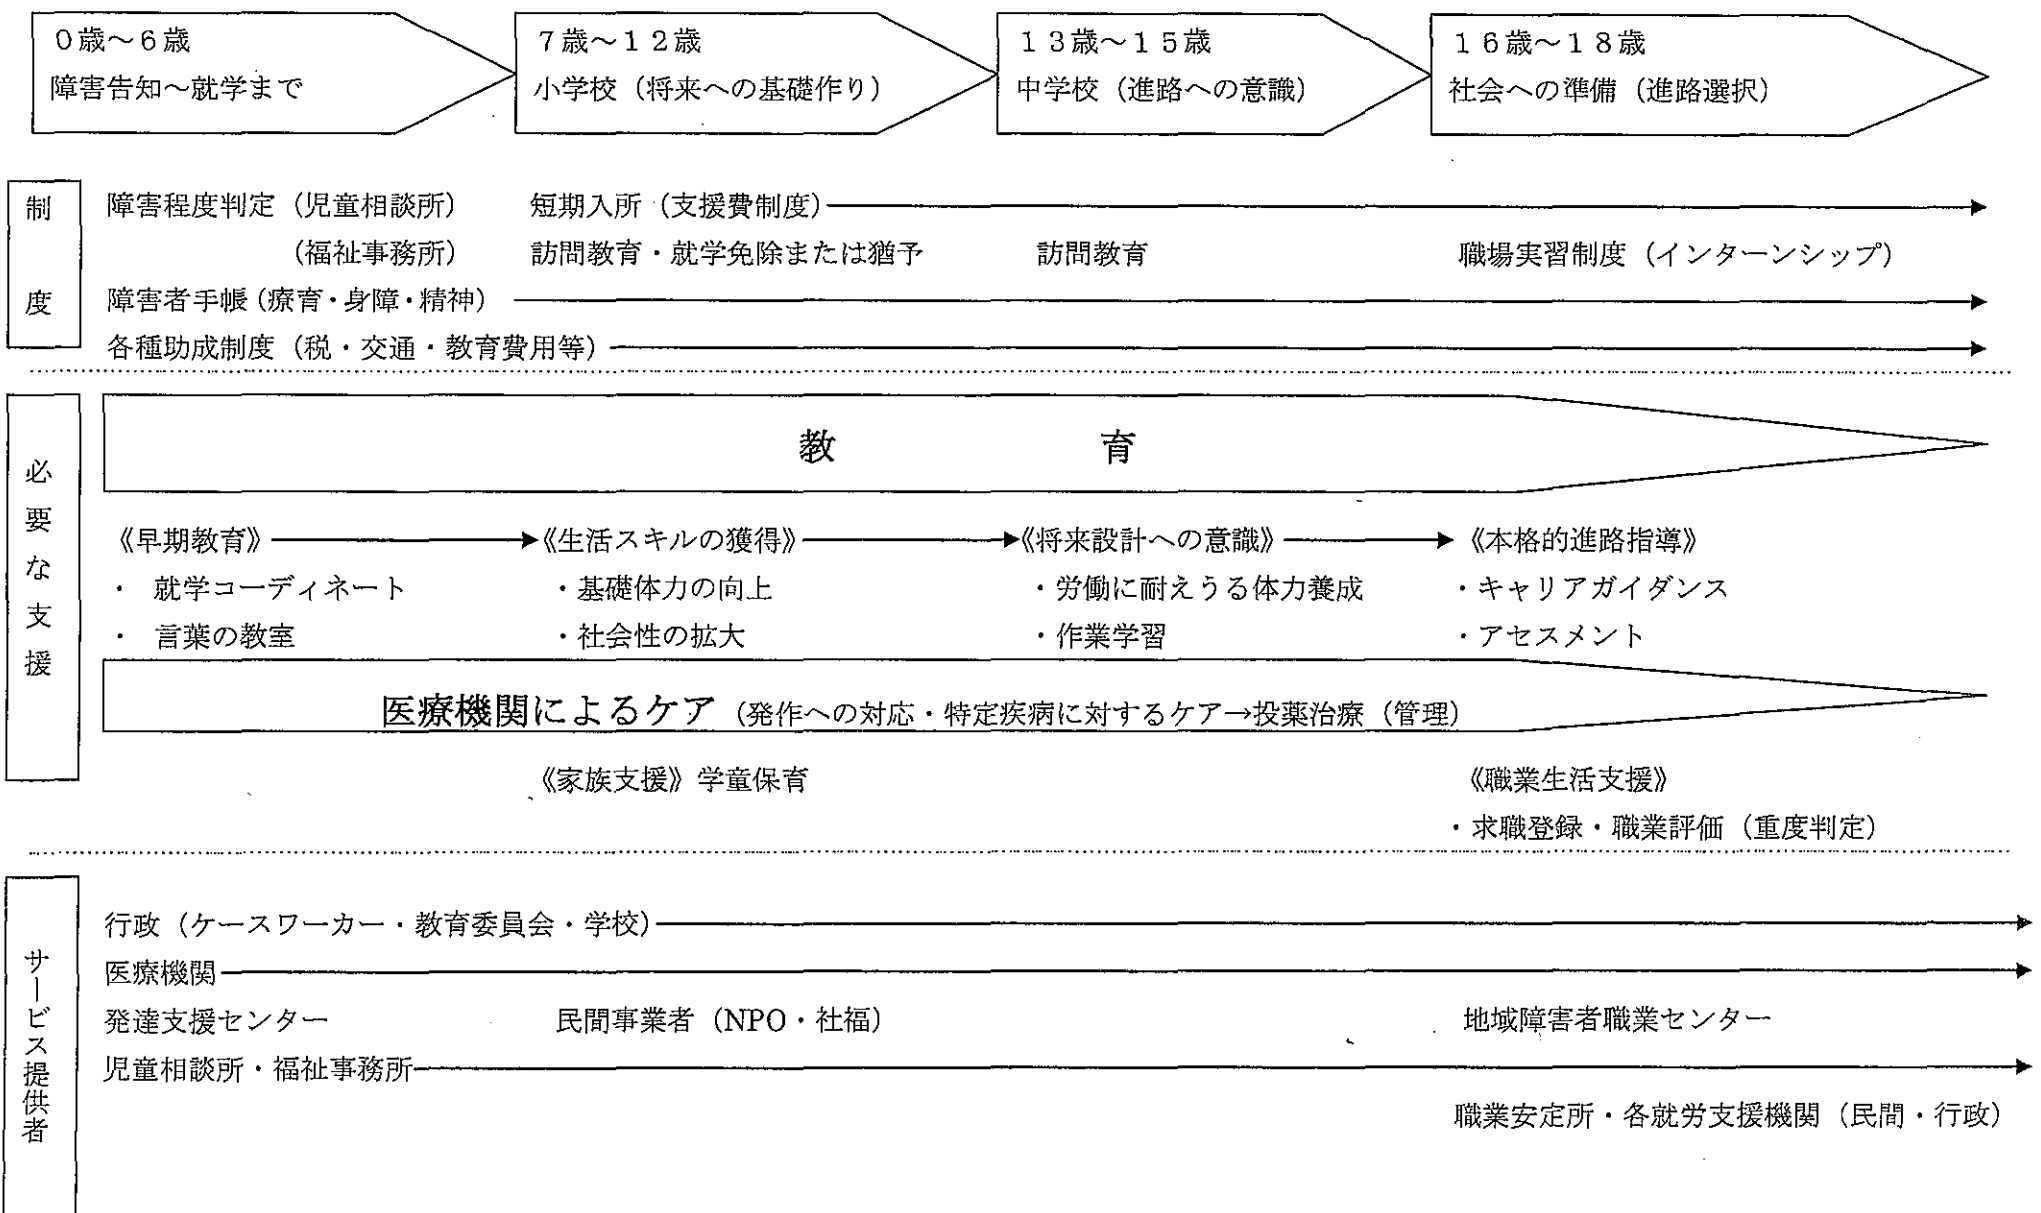 0歳～6歳
障害告知～就学まで
7歳～12歳
小学校（将来への基礎作り）
13歳～15歳
中学校（進路への意識）
16歳～18歳
社会への準備（進路選択）
制度
障害程度判定（児童相談所）
短期入所（支援費制度）
（福祉事務所）
訪問教育・就学免除または猶予
訪問教育
職場実習制度（インターンシップ）
障害者手帳（療育・身障・精神）
各種助成制度（税・交通・教育費用等）
必要な支援
教育
《早期教育》
《生活スキルの獲得》
《将来設計への意識》
《本格的進路指導》
・ 就学コーディネート
・基礎体力の向上
・労働に耐えうる体力養成
・キャリアガイダンス
・ 言葉の教室
・社会性の拡大
・作業学習
・アセスメント
医療機関によるケア（発作への対応・特定疾病に対するケア→投薬治療（管理）
《家族支援》学童保育
《職業生活支援》
・求職登録・職業評価（重度判定）
サービス提供者
行政（ケースワーカー・教育委員会・学校）
医療機関
発達支援センター
民間事業者（NPO・社福）
地域障害者職業センター
児童相談所・福祉事務所
職業安定所・各就労支援機関（民間・行政）